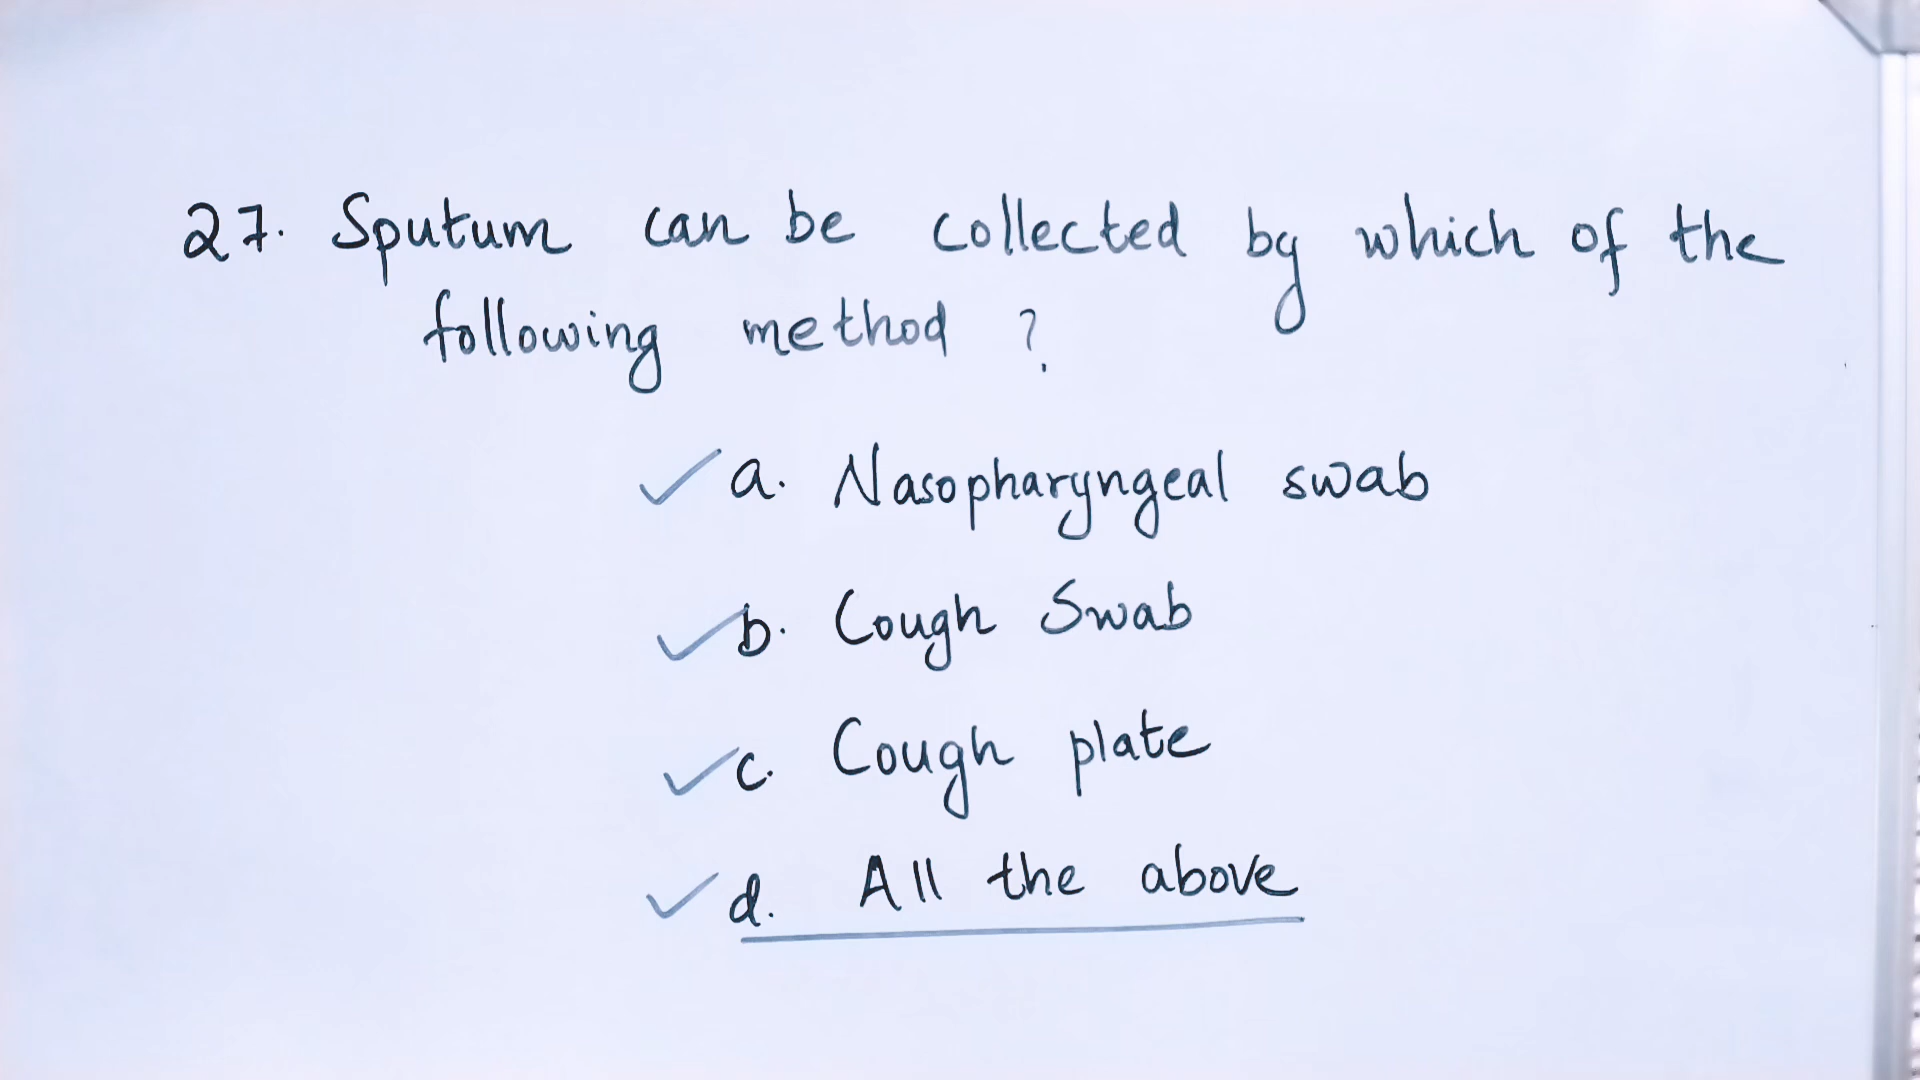 27. Sputum can be collected by which of the
following method ?
a. Nasopharyngeal swab
b. Cough Swab
c. Cough plate
d. All the above